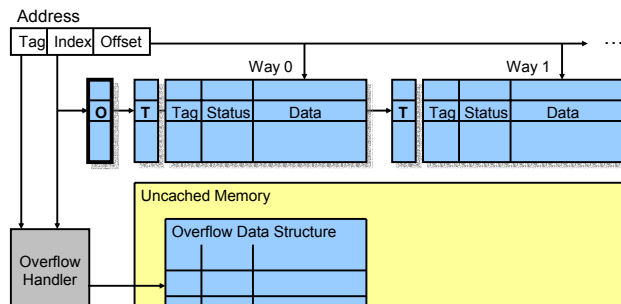 Address
Tag Index Offset
...
Way 0 Way 1
O T Tag Status Data T Tag Status Data
Uncached Memory
Overflow Data Structure
Overflow
Handler